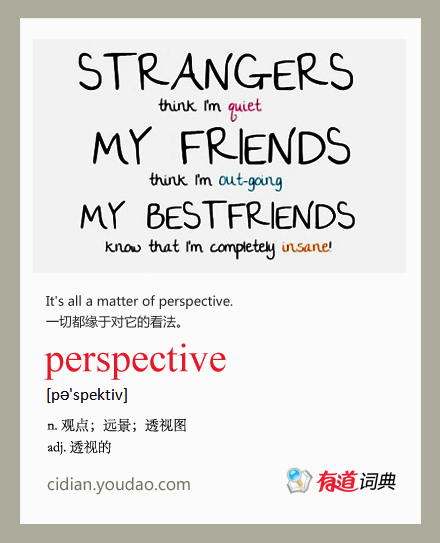 STRANGERS
think I'm quiet
MY FRIENDS
think I'm out-going
MY BESTFRIENDS
know that I'm completely insane!
It's all a matter of perspective.
一切都缘于对它的看法。
perspective
[pə'spektiv]
n. 观点；远景；透视图
adj. 透视的
cidian.youdao.com
有道词典